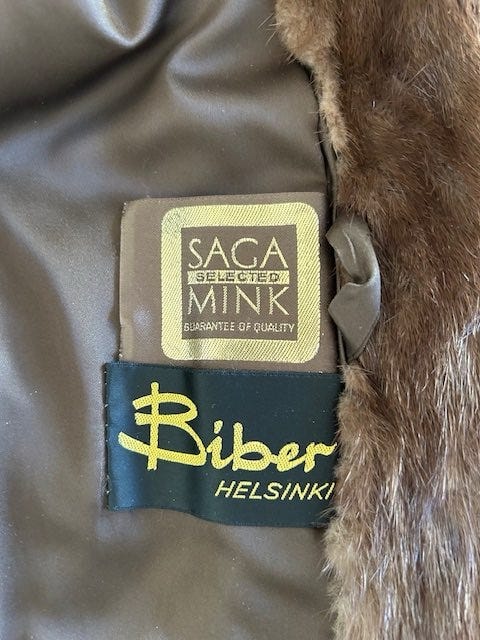 SAGA
SELECTED
MINK
GUARANTEE OF QUALITY
Biber
HELSINKI